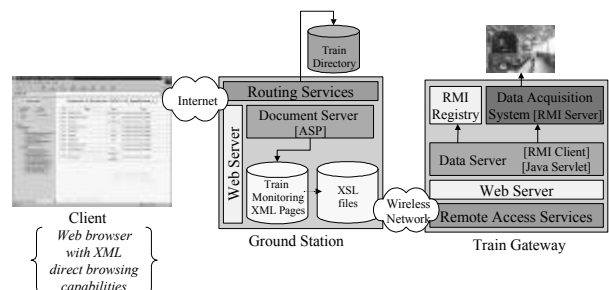 Train
Directory
Internet
Routing Services
Web Server
Document Server
[ASP]
Train
Monitoring
XML Pages
XSL
files
Ground Station
Wireless
Network
RMI
Registry
Data Acquisition
System [RMI Server]
Data Server
[RMI Client]
[Java Servlet]
Web Server
Remote Access Services
Train Gateway
Client
Web browser
with XML
direct browsing
capabilities